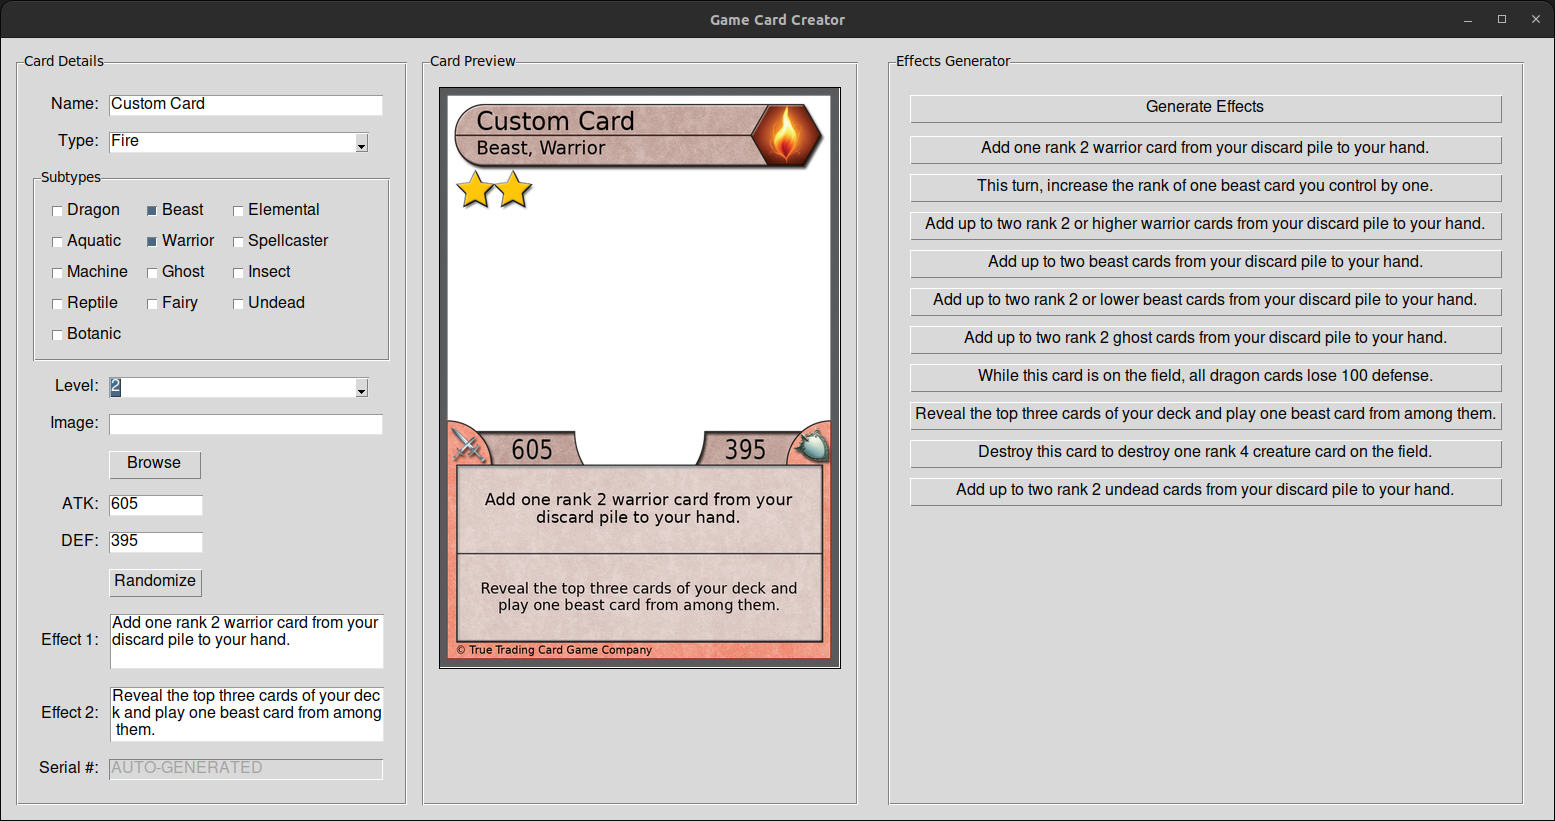 Game Card Creator
Card Details
Name: Custom Card
Type: Fire
Subtypes
Dragon Beast Elemental
Aquatic Warrior Spellcaster
Machine Ghost Insect
Reptile Fairy Undead
Botanic
Level: 2
Image:
Browse
ATK: 605
DEF: 395
Randomize
Effect 1: Add one rank 2 warrior card from your
discard pile to your hand.
Effect 2: Reveal the top three cards of your dec
k and play one beast card from among
them.
Serial #: AUTO-GENERATED
Card Preview
Custom Card
Beast, Warrior
605 395
Add one rank 2 warrior card from your
discard pile to your hand.
Reveal the top three cards of your deck and
play one beast card from among them.
© True Trading Card Game Company
Effects Generator
Generate Effects
Add one rank 2 warrior card from your discard pile to your hand.
This turn, increase the rank of one beast card you control by one.
Add up to two rank 2 or higher warrior cards from your discard pile to your hand.
Add up to two beast cards from your discard pile to your hand.
Add up to two rank 2 or lower beast cards from your discard pile to your hand.
Add up to two rank 2 ghost cards from your discard pile to your hand.
While this card is on the field, all dragon cards lose 100 defense.
Reveal the top three cards of your deck and play one beast card from among them.
Destroy this card to destroy one rank 4 creature card on the field.
Add up to two rank 2 undead cards from your discard pile to your hand.